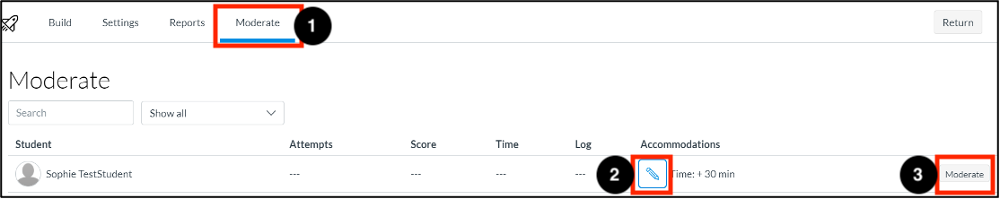 Build Settings Reports Moderate 1 Return
Moderate
Search Show all
Student Attempts Score Time Log Accommodations
Sophie TestStudent --- --- --- --- 2 Time: + 30 min 3 Moderate